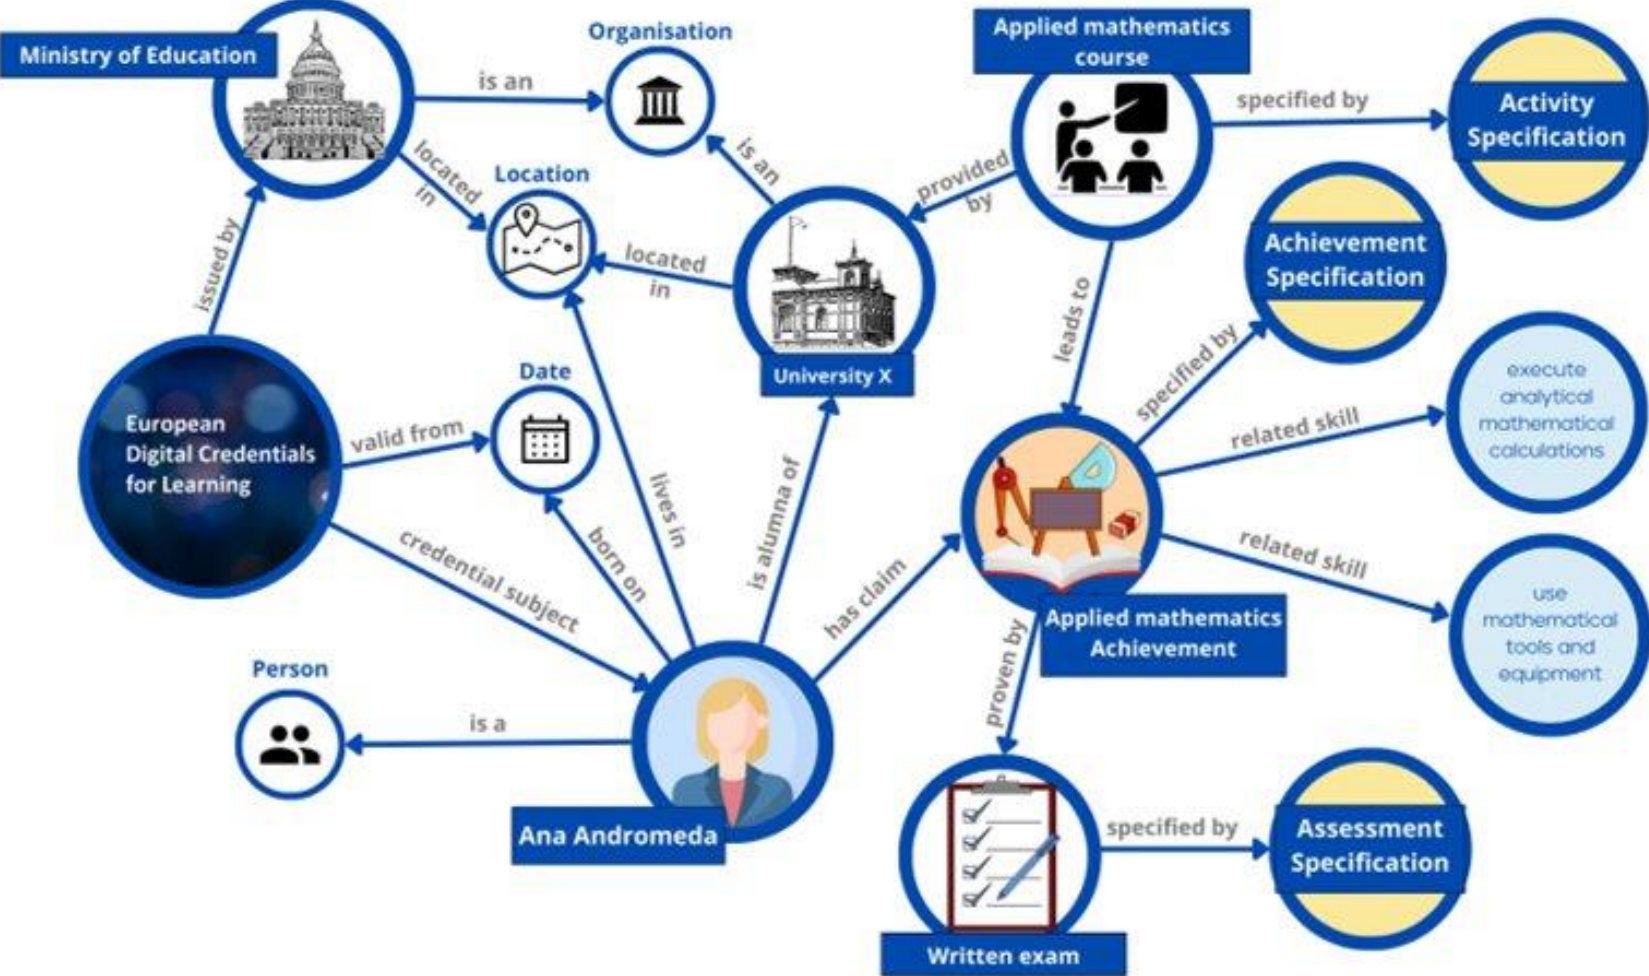 Ministry of Education
is an
Organisation
Applied mathematics
course
specified by
Activity
Specification
located
in
Location
is an
provided
by
Achievement
Specification
issued by
located
in
University X
leads to
specified by
execute
analytical
mathematical
calculations
European
Digital Credentials
for Learning
valid from
Date
related skill
lives in
is alumna of
born on
credential subject
has claim
related skill
use
mathematical
tools and
equipment
Applied mathematics
Achievement
proven by
Person
is a
Ana Andromeda
specified by
Assessment
Specification
Written exam